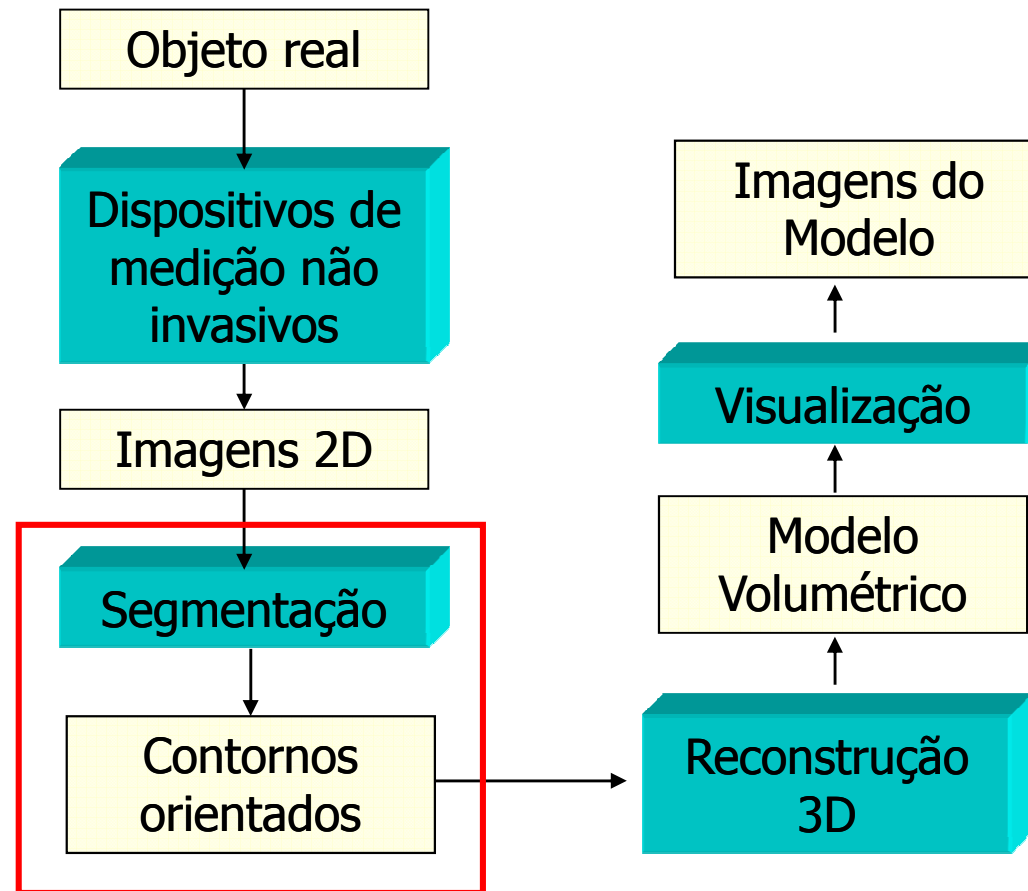 Objeto real
Dispositivos de
medição não
invasivos
Imagens 2D
Segmentação
Contornos
orientados
Reconstrução
3D
Modelo
Volumétrico
Visualização
Imagens do
Modelo